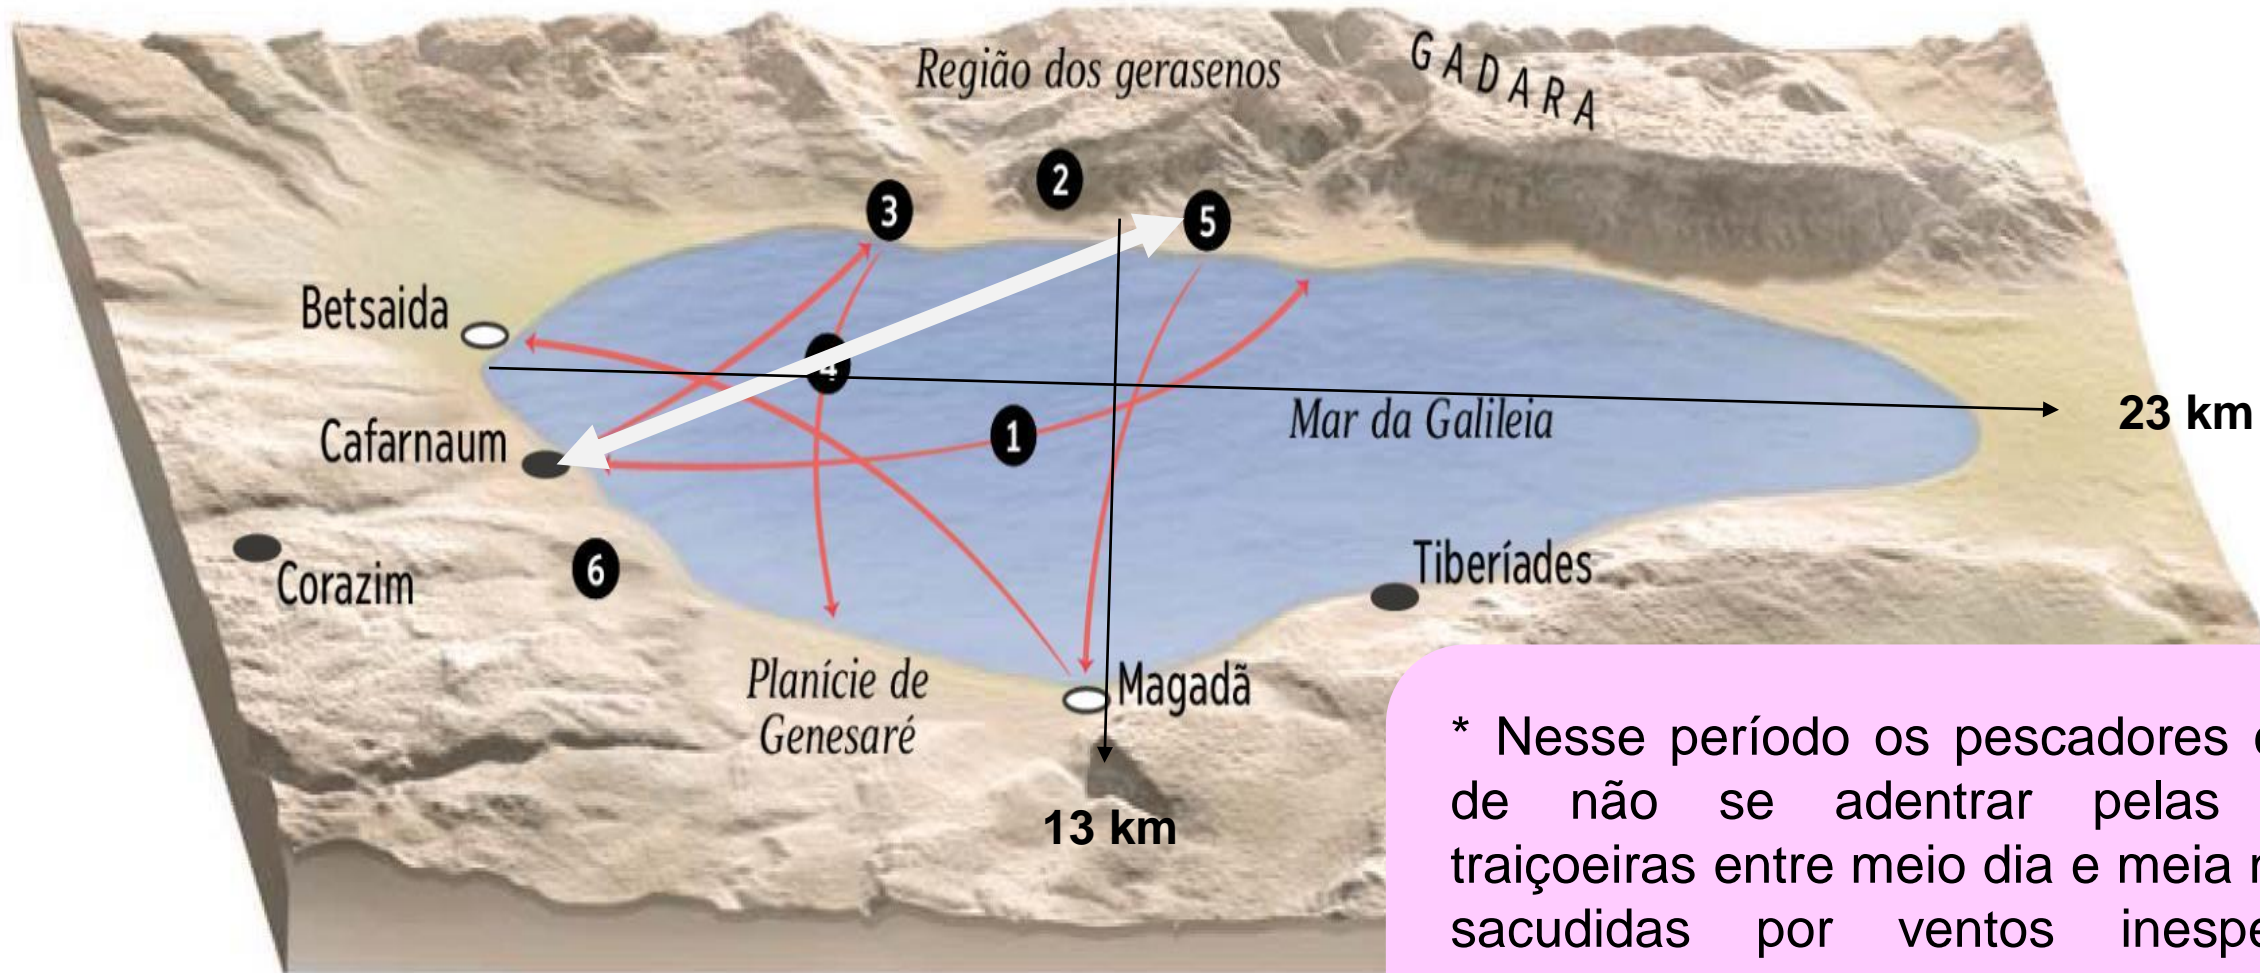 Região dos gerasenos
GADARA
2
3
5
Betsaida
4
Mar da Galileia
23 km
Cafarnaum
1
Corazim
6
Tiberíades
Planície de
Genesaré
Magadã
13 km
* Nesse período os pescadores
de não se adentrar pelas
traiçoeiras entre meio dia e meia
sacudidas por ventos